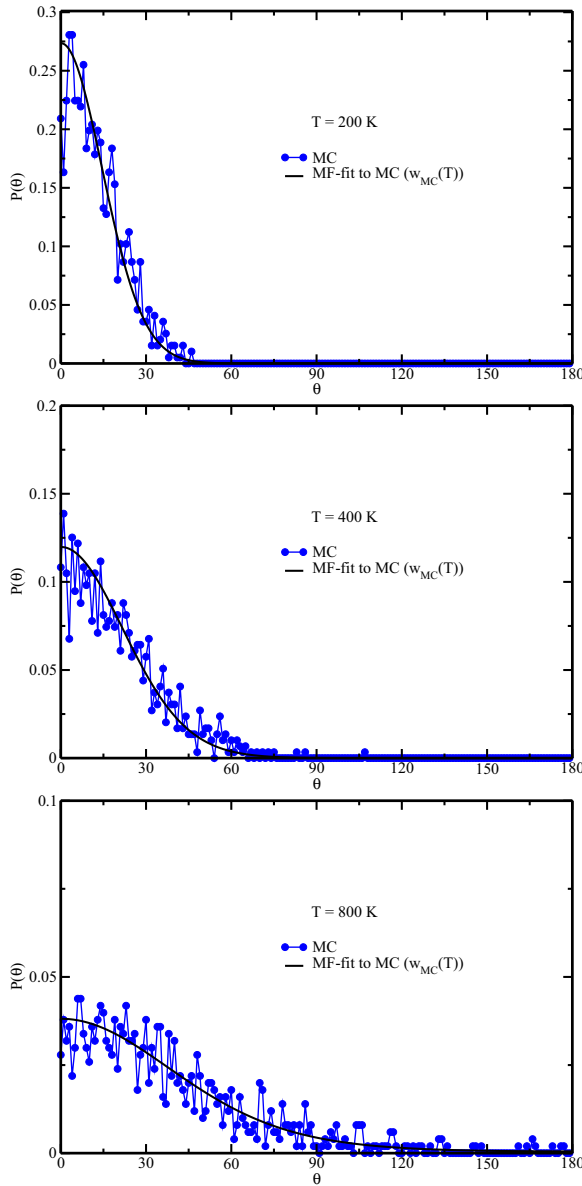 0.3
0.25
0.2
0.15
0.1
0.05
0
P(θ)
T = 200 K
MC
MF-fit to MC (w_MC(T))
0 30 60 90 120 150 180
θ
0.2
0.15
0.1
0.05
0
P(θ)
T = 400 K
MC
MF-fit to MC (w_MC(T))
0 30 60 90 120 150 180
θ
0.1
0.05
0
P(θ)
T = 800 K
MC
MF-fit to MC (w_MC(T))
0 30 60 90 120 150 180
θ